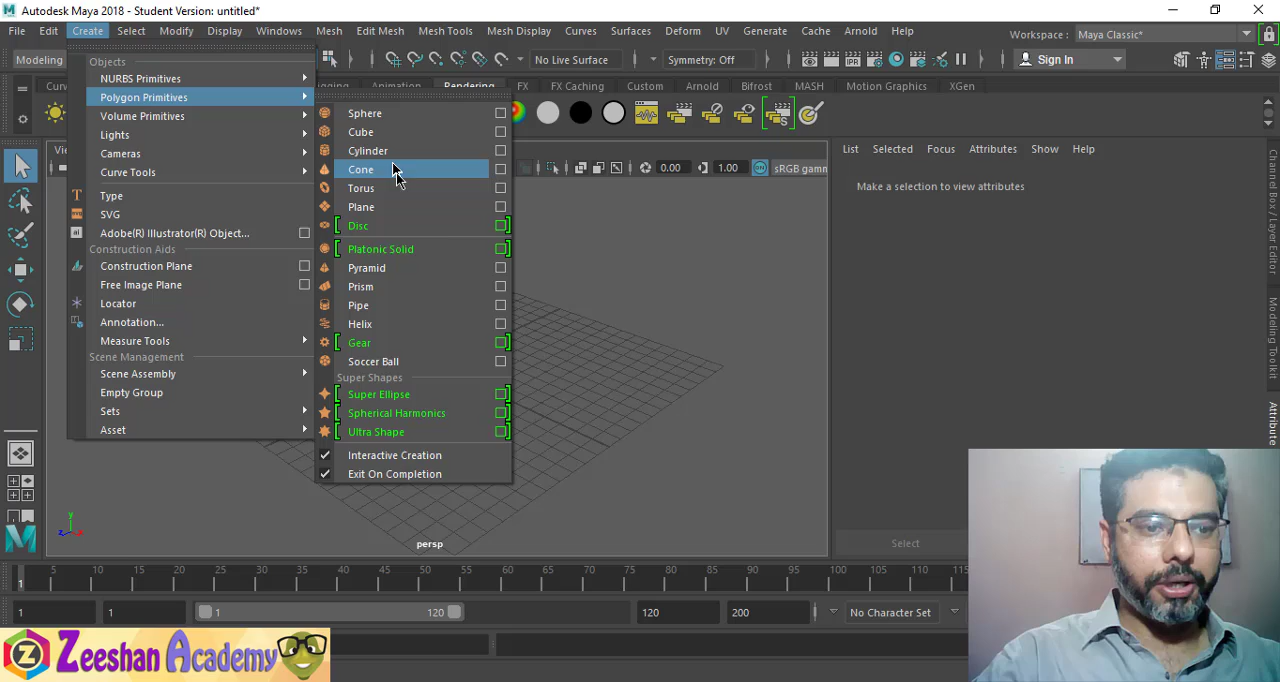 Autodesk Maya 2018 - Student Version: untitled*
File Edit Create Select Modify Display Windows Mesh Edit Mesh Mesh Tools Mesh Display Curves Surfaces Deform UV Generate Cache Arnold Help
Workspace : Maya Classic*
Modeling
No Live Surface
Symmetry: Off
Sign In
Animation Rendering FX FX Caching Custom Arnold Bifrost MASH Motion Graphics XGen
Objects
NURBS Primitives
Polygon Primitives
Volume Primitives
Lights
Cameras
Curve Tools
Type
SVG
Adobe(R) Illustrator(R) Object...
Construction Aids
Construction Plane
Free Image Plane
Locator
Annotation...
Measure Tools
Scene Management
Scene Assembly
Empty Group
Sets
Asset
Sphere
Cube
Cylinder
Cone
Torus
Plane
Disc
Platonic Solid
Pyramid
Prism
Pipe
Helix
Gear
Soccer Ball
Super Shapes
Super Ellipse
Spherical Harmonics
Ultra Shape
Interactive Creation
Exit On Completion
0.00 1.00 sRGB gamm
List Selected Focus Attributes Show Help
Make a selection to view attributes
Channel Box / Layer Editor
Modeling Toolkit
Select
y
z x
persp
5 10 15 20 25 30 35 40 45 50 55 60 65 70 75 80 85 90 95 100
1
1 1 1 120 120 200 No Character Set
Zeeshan Academy